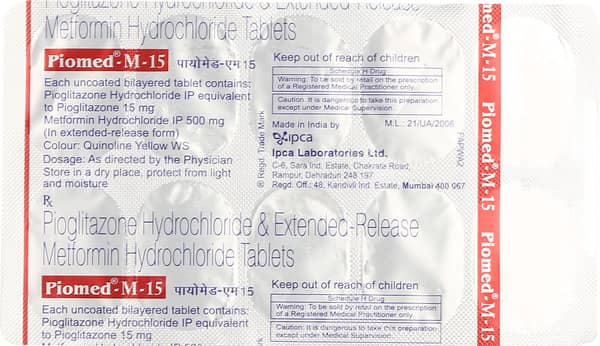 Pioglitazone Hydrochloride & Extended-Release
Metformin Hydrochloride Tablets
Piomed®-M-15 पायोमेड-एम 15
Each uncoated bilayered tablet contains:
Pioglitazone Hydrochloride IP equivalent
to Pioglitazone 15 mg
Metformin Hydrochloride IP 500 mg
(In extended-release form)
Colour: Quinoline Yellow WS
Dosage: As directed by the Physician
Store in a dry place, protect from light
and moisture
Keep out of reach of children
Schedule H Drug
Warning: To be sold by retail on the prescription
of a Registered Medical Practitioner only.
Caution: It is dangerous to take this preparation
except under Medical Supervision.
Made in India by M.L.: 21/UA/2006
ipca
Ipca Laboratories Ltd.
C-6, Sara Ind. Estate, Chakrata Road,
Rampur, Dehradun 248 197
Regd. Off.: 48, Kandivli Ind. Estate, Mumbai 400 067
® Regd. Trade Mark
Rx
Pioglitazone Hydrochloride & Extended-Release
Metformin Hydrochloride Tablets
Piomed®-M-15 पायोमेड-एम 15
Each uncoated bilayered tablet contains:
Pioglitazone Hydrochloride IP equivalent
to Pioglitazone 15 mg
Keep out of reach of children
Schedule H Drug
Warning: To be sold by retail on the prescription
of a Registered Medical Practitioner only.
Caution: It is dangerous to take this preparation
except under Medical Supervision.
Piomed®-M-15
Piomed®-M-15